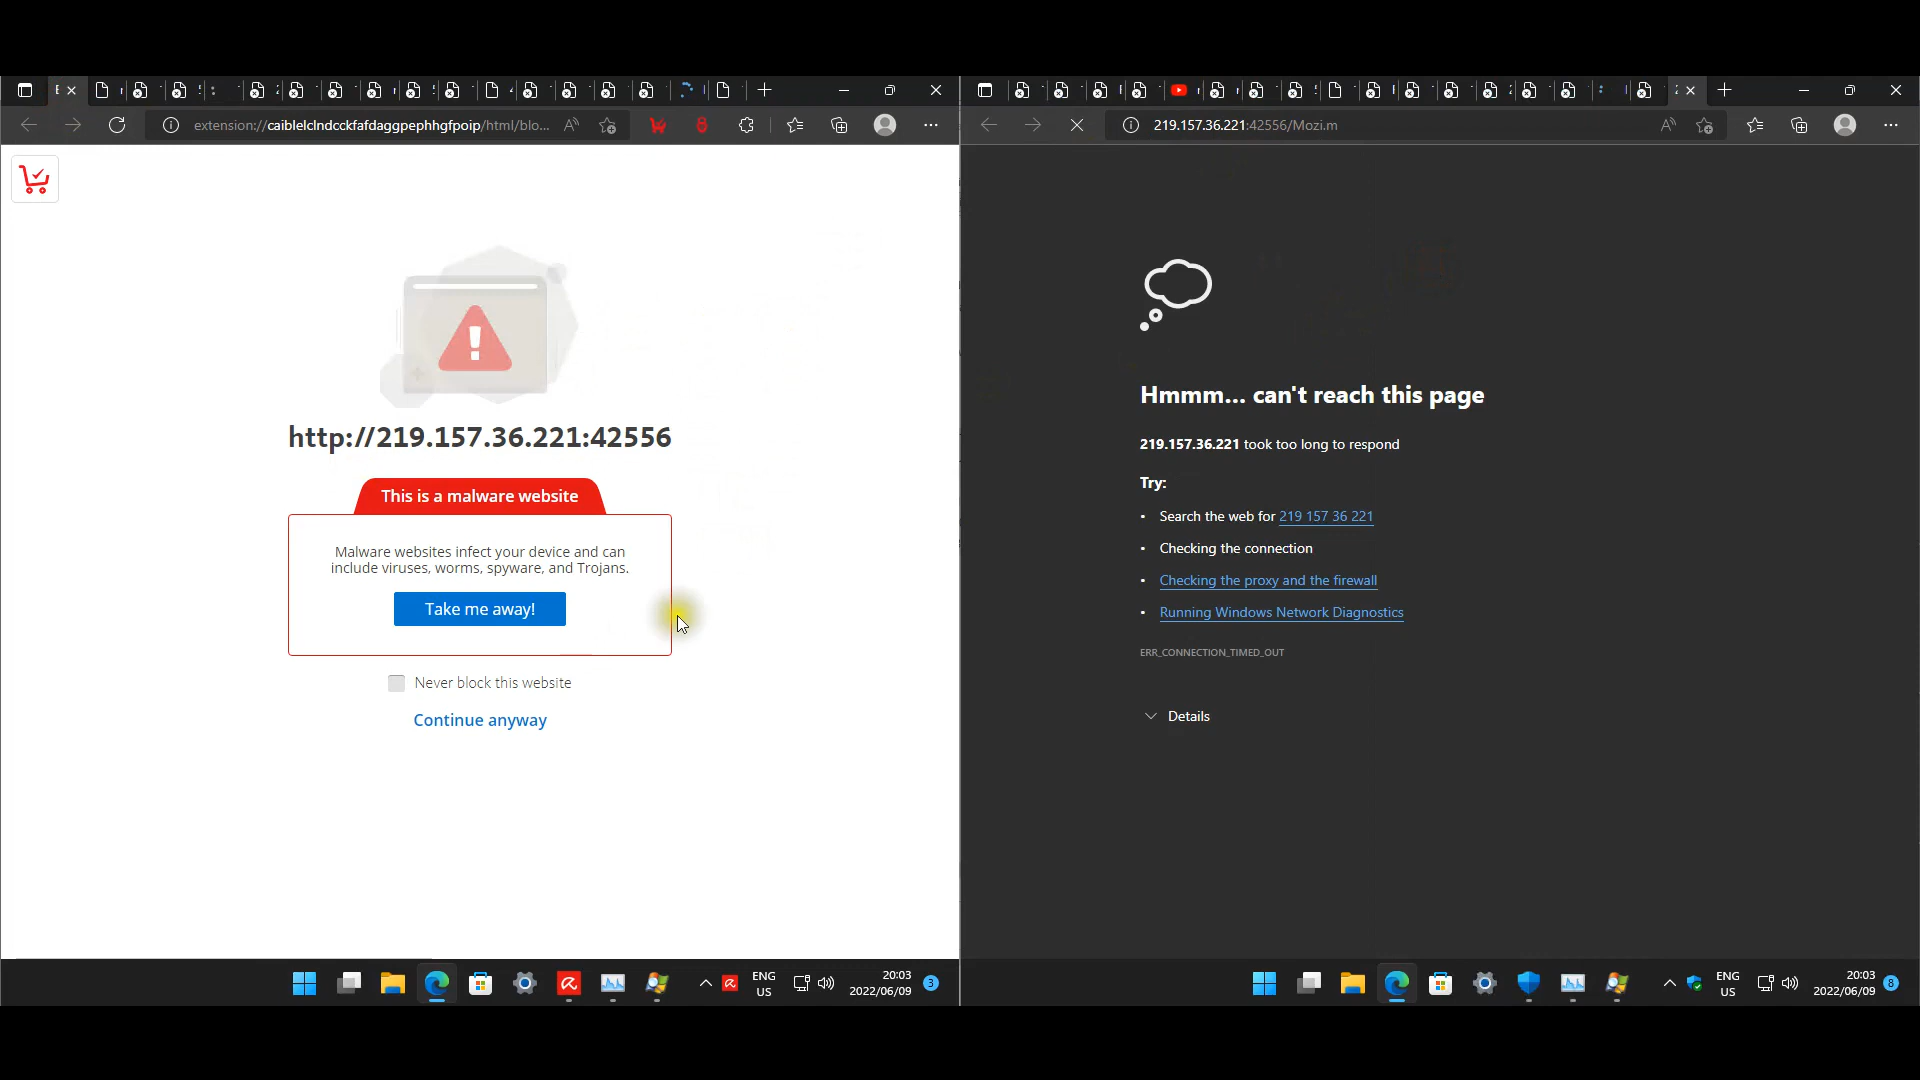 extension://caiblelclndcckfafdaggpephhgfpoip/html/blo...
http://219.157.36.221:42556
This is a malware website
Malware websites infect your device and can
include viruses, worms, spyware, and Trojans.
Take me away!
Never block this website
Continue anyway
ENG
US
20:03
2022/06/09
3
219.157.36.221:42556/Mozi.m
Hmmm... can't reach this page
219.157.36.221 took too long to respond
Try:
• Search the web for 219 157 36 221
• Checking the connection
• Checking the proxy and the firewall
• Running Windows Network Diagnostics
ERR_CONNECTION_TIMED_OUT
Details
ENG
US
20:03
2022/06/09
8